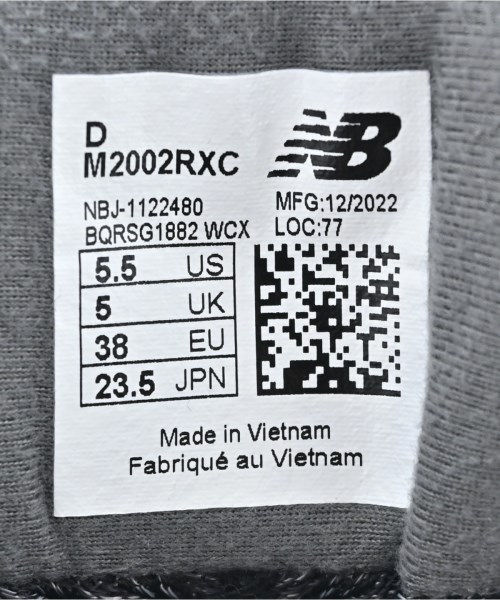 D
M2002RXC
NB
NBJ-1122480
BQRSG1882 WCX
MFG:12/2022
LOC:77
5.5 US
5 UK
38 EU
23.5 JPN
Made in Vietnam
Fabriqué au Vietnam